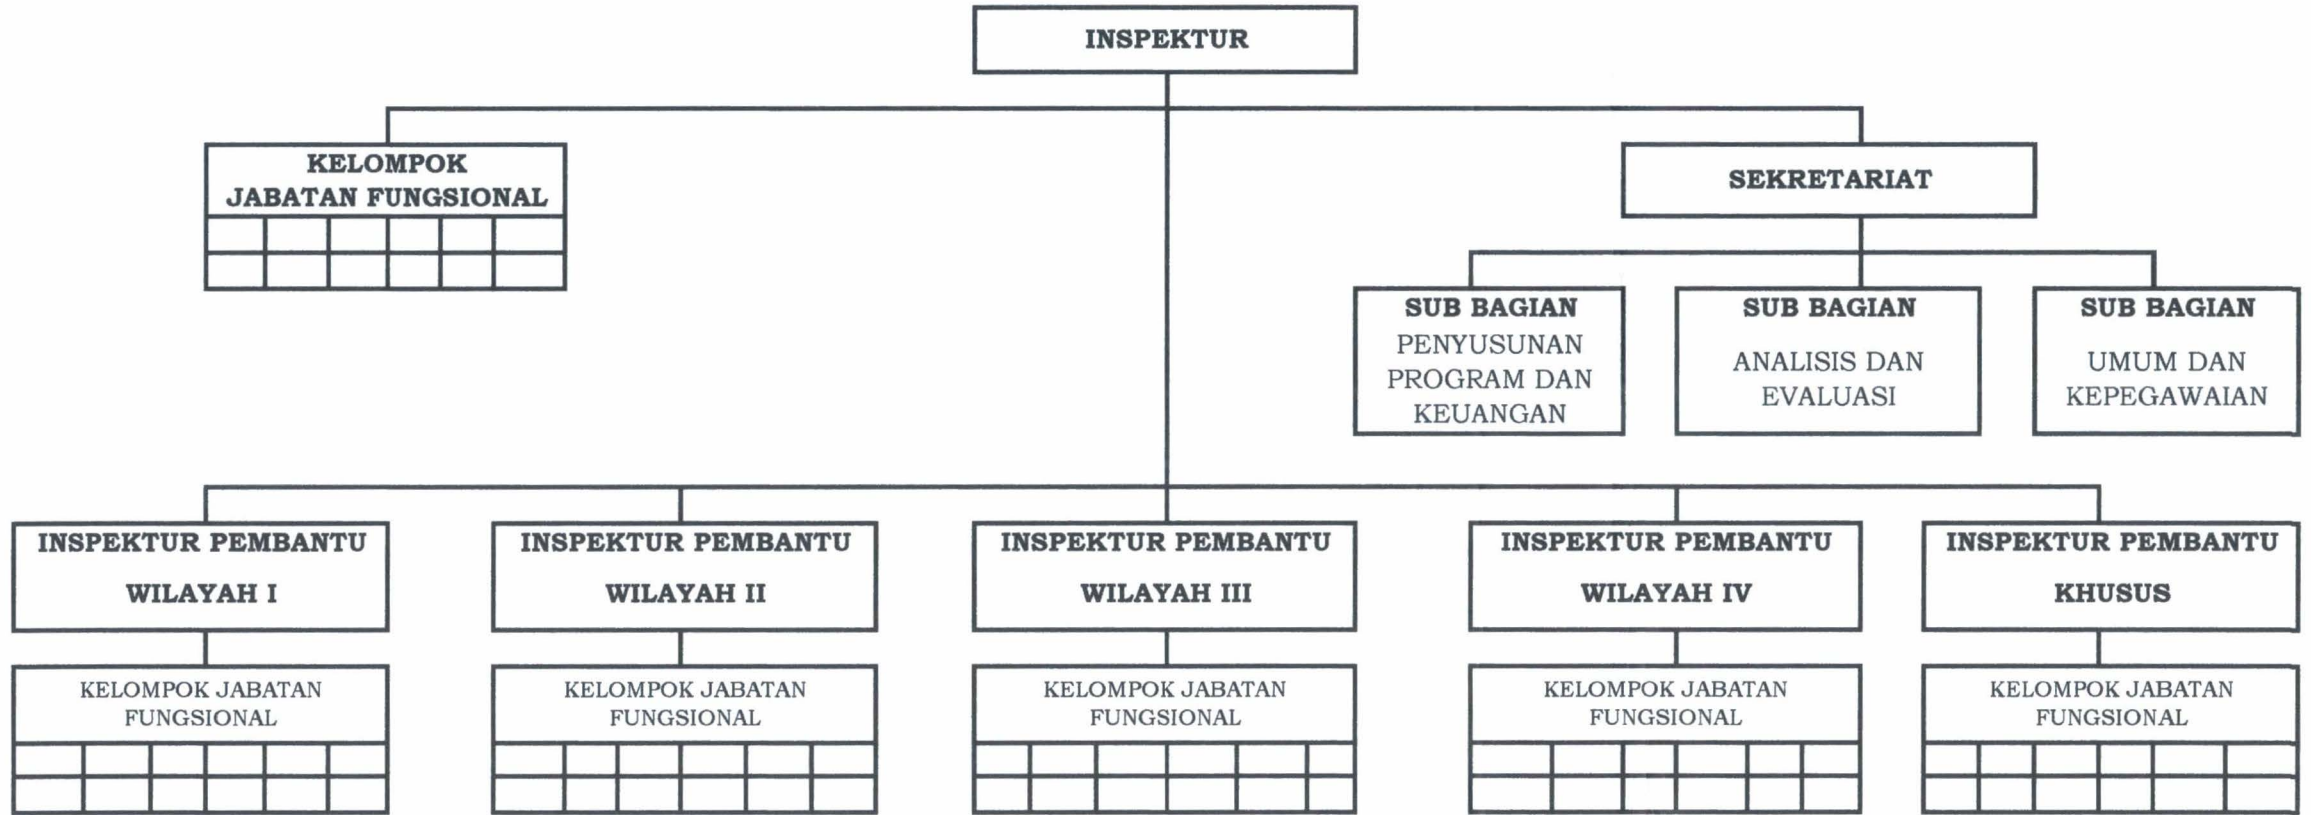 INSPEKTUR
KELOMPOK
JABATAN FUNGSIONAL
SEKRETARIAT
SUB BAGIAN
PENYUSUNAN
PROGRAM DAN
KEUANGAN
SUB BAGIAN
ANALISIS DAN
EVALUASI
SUB BAGIAN
UMUM DAN
KEPEGAWAIAN
INSPEKTUR PEMBANTU
WILAYAH I
INSPEKTUR PEMBANTU
WILAYAH II
INSPEKTUR PEMBANTU
WILAYAH III
INSPEKTUR PEMBANTU
WILAYAH IV
INSPEKTUR PEMBANTU
KHUSUS
KELOMPOK JABATAN
FUNGSIONAL
KELOMPOK JABATAN
FUNGSIONAL
KELOMPOK JABATAN
FUNGSIONAL
KELOMPOK JABATAN
FUNGSIONAL
KELOMPOK JABATAN
FUNGSIONAL